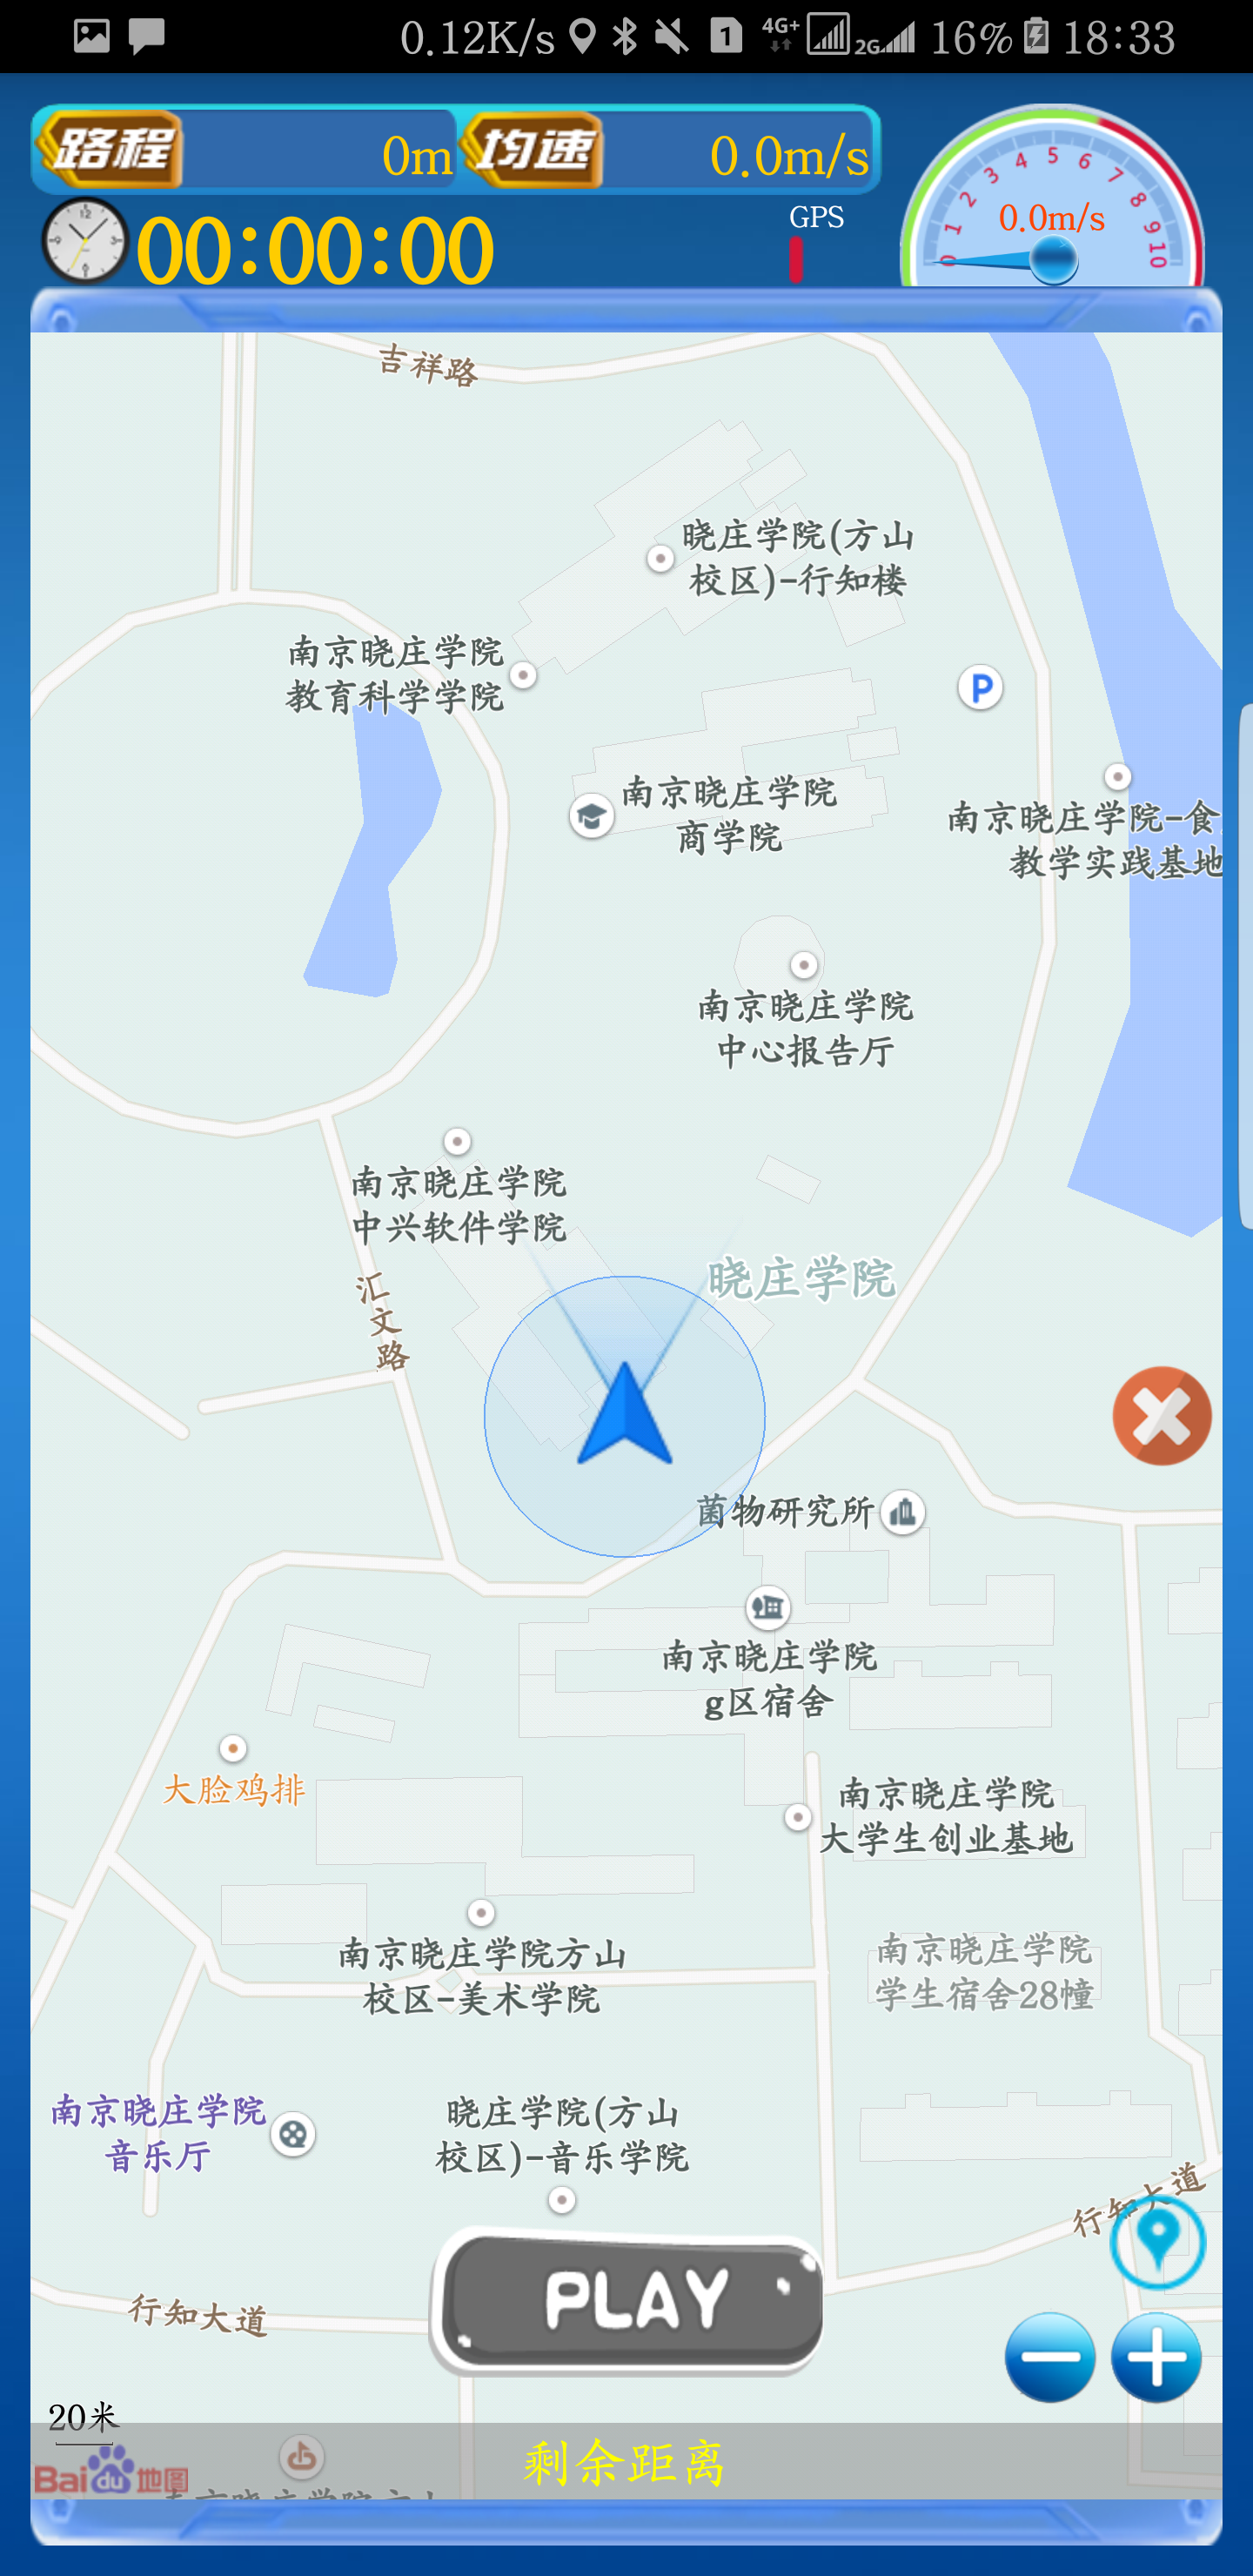 0.12K/s 1 4G+ 2G 16% 18:33
路程 0m 均速 0.0m/s
00:00:00
GPS
0 1 2 3 4 5 6 7 8 9 10
0.0m/s
吉祥路
晓庄学院(方山
校区)-行知楼
南京晓庄学院
教育科学学院
P
南京晓庄学院
商学院
南京晓庄学院-食
教学实践基地
南京晓庄学院
中心报告厅
南京晓庄学院
中兴软件学院
晓庄学院
汇文路
菌物研究所
南京晓庄学院
g区宿舍
大脸鸡排
南京晓庄学院
大学生创业基地
南京晓庄学院方山
校区-美术学院
南京晓庄学院
学生宿舍28幢
南京晓庄学院
音乐厅
晓庄学院(方山
校区)-音乐学院
行知大道
PLAY
行知大道
20米
剩余距离
Bai du 地图